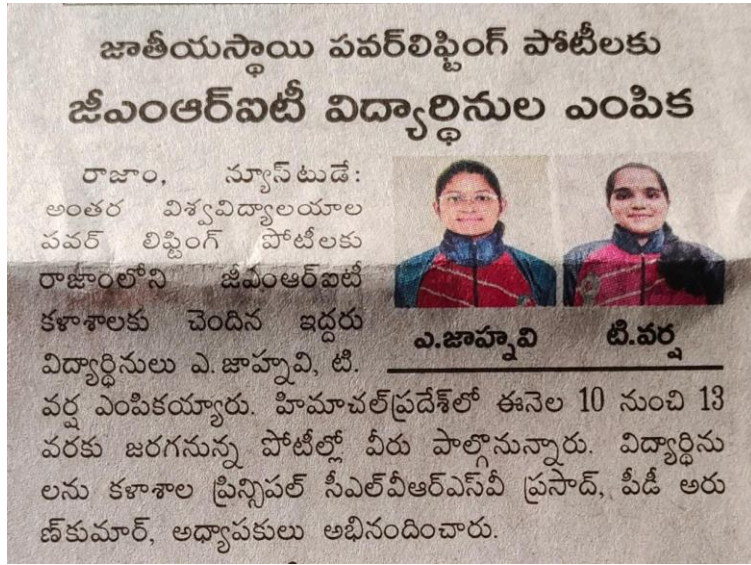 జాతీయస్థాయి పవర్‌లిఫ్టింగ్ పోటీలకు
జీఎంఆర్ఐటీ విద్యార్థినుల ఎంపిక
రాజాం, న్యూస్‌టుడే:
అంతర విశ్వవిద్యాలయాల
పవర్ లిఫ్టింగ్ పోటీలకు
రాజాంలోని జీఎంఆర్ఐటీ
కళాశాలకు చెందిన ఇద్దరు
విద్యార్థినులు ఎ. జాహ్నవి, టి.
ఎ.జాహ్నవి టి.వర్ష
వర్ష ఎంపికయ్యారు. హిమాచల్‌ప్రదేశ్‌లో ఈనెల 10 నుంచి 13
వరకు జరగనున్న పోటీల్లో వీరు పాల్గొనున్నారు. విద్యార్థిను
లను కళాశాల ప్రిన్సిపల్ సీఎల్‌వీఆర్ఎస్‌వీ ప్రసాద్, పీడీ అరు
ణ్‌కుమార్, అధ్యాపకులు అభినందించారు.